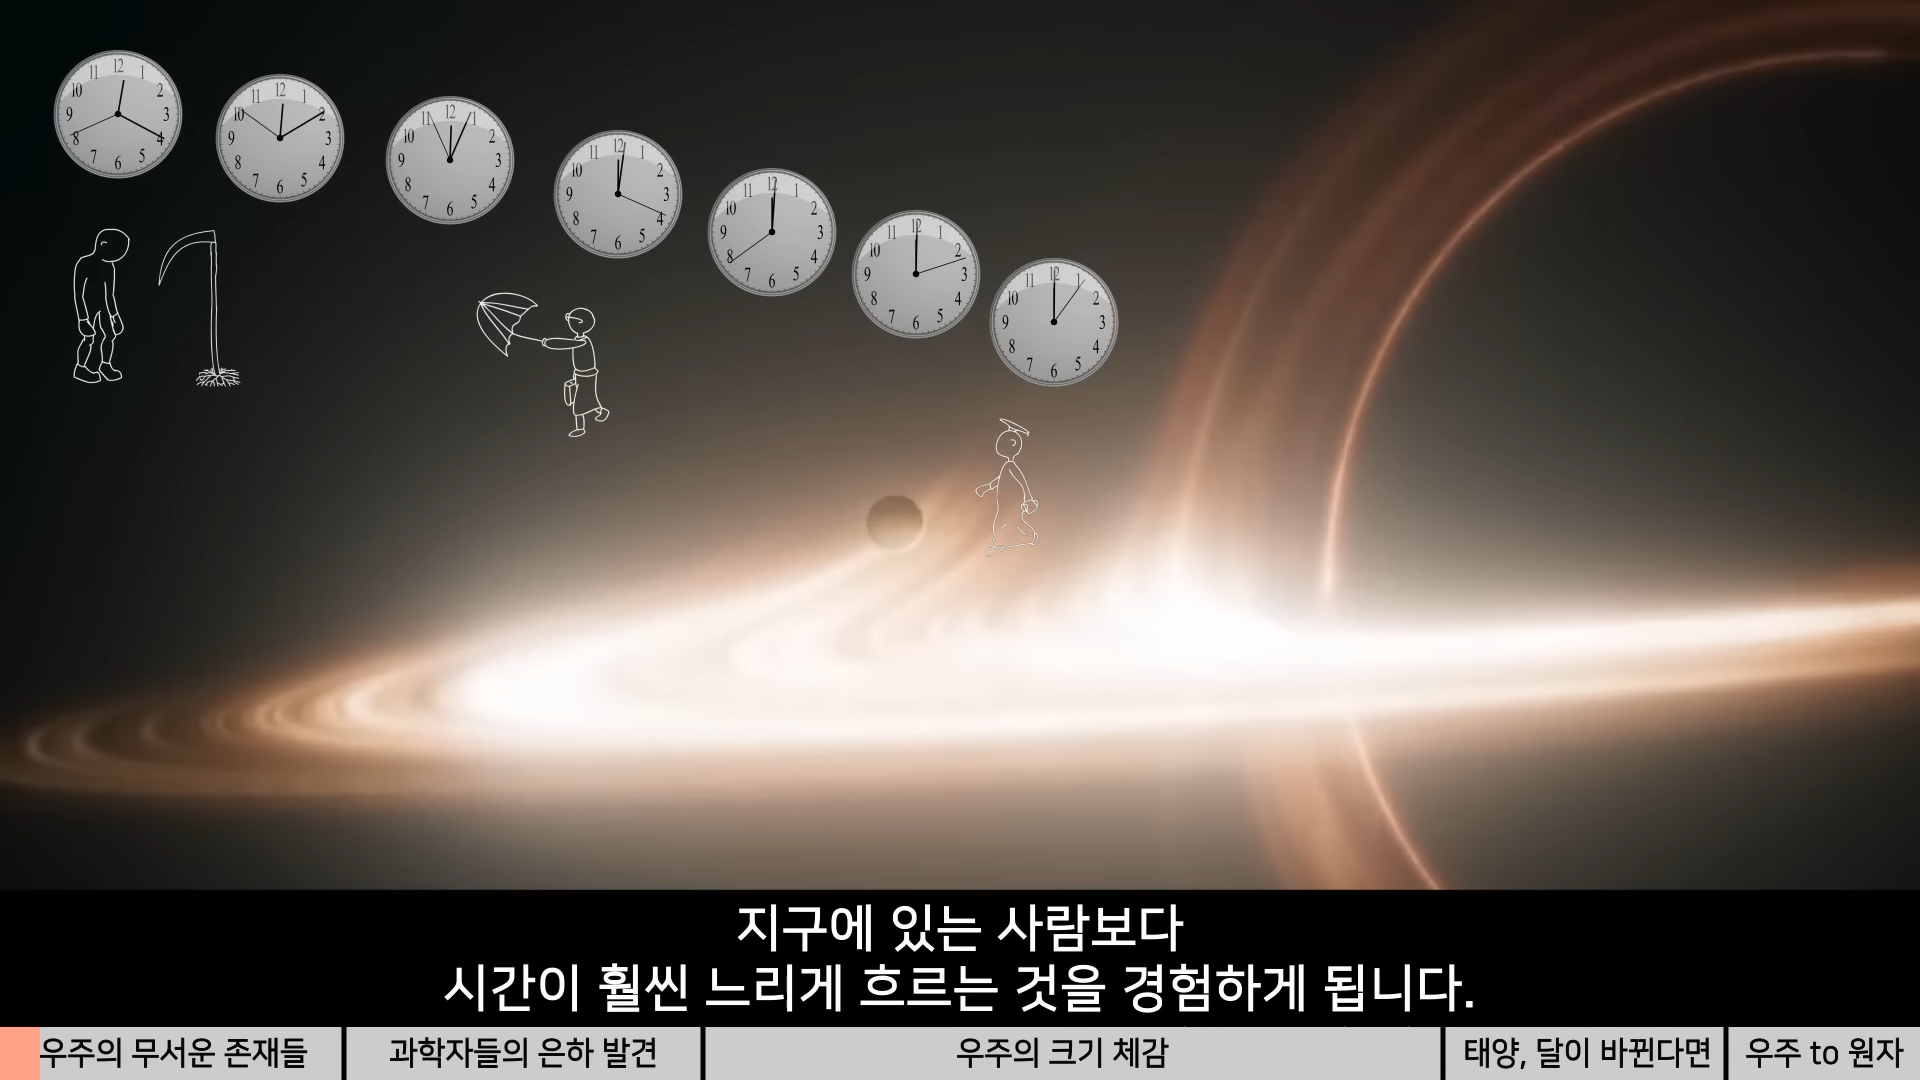 지구에 있는 사람보다
시간이 훨씬 느리게 흐르는 것을 경험하게 됩니다.
우주의 무서운 존재들
과학자들의 은하 발견
우주의 크기 체감
태양, 달이 바뀐다면
우주 to 원자